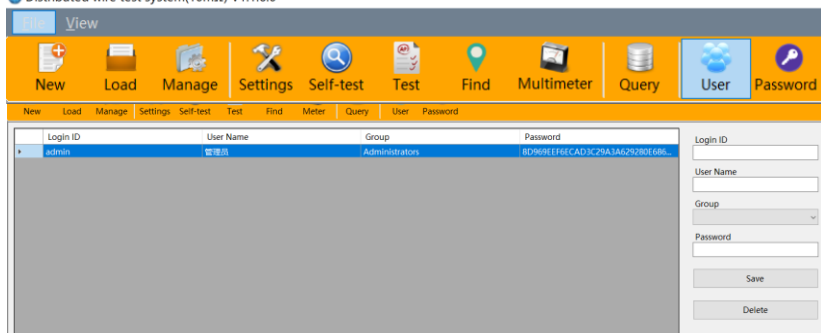 Distributed wire test system
File View
New Load Manage Settings Self-test Test Find Multimeter Query User Password
New Load Manage Settings Self-test Test Find Meter Query User Password
Login ID User Name Group Password
admin 管理员 Administrators 8D969EEF6ECAD3C29A3A629280E686...
Login ID
User Name
Group
Password
Save
Delete